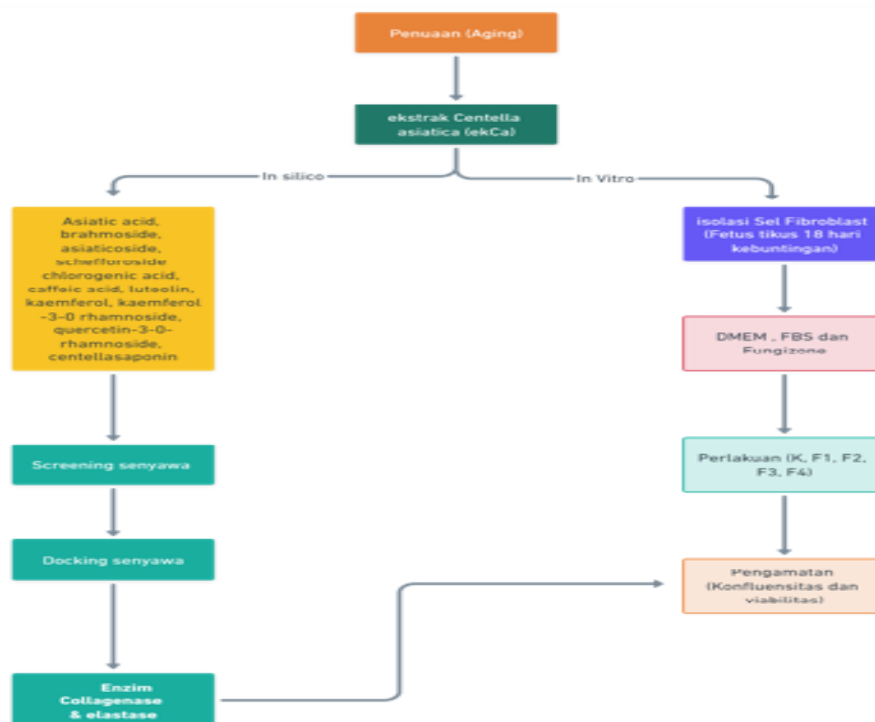 Penuaan (Aging)
ekstrak Centella
asiatica (ekCa)
In silico
In Vitro
Asiatic acid,
brahmoside,
asiaticoside,
scheffuroside
chlorogenic acid,
caffeic acid, luteolin,
kaemferol, kaemferol
-3-0 rhamnoside,
quercetin-3-0-
rhamnoside,
centellasaponin
Screening senyawa
Docking senyawa
Enzim
Collagenase
& elastase
isolasi Sel Fibroblast
(Fetus tikus 18 hari
kebuntingan)
DMEM , FBS dan
Fungizone
Perlakuan (K, F1, F2,
F3, F4)
Pengamatan
(Konfluensitas dan
viabilitas)